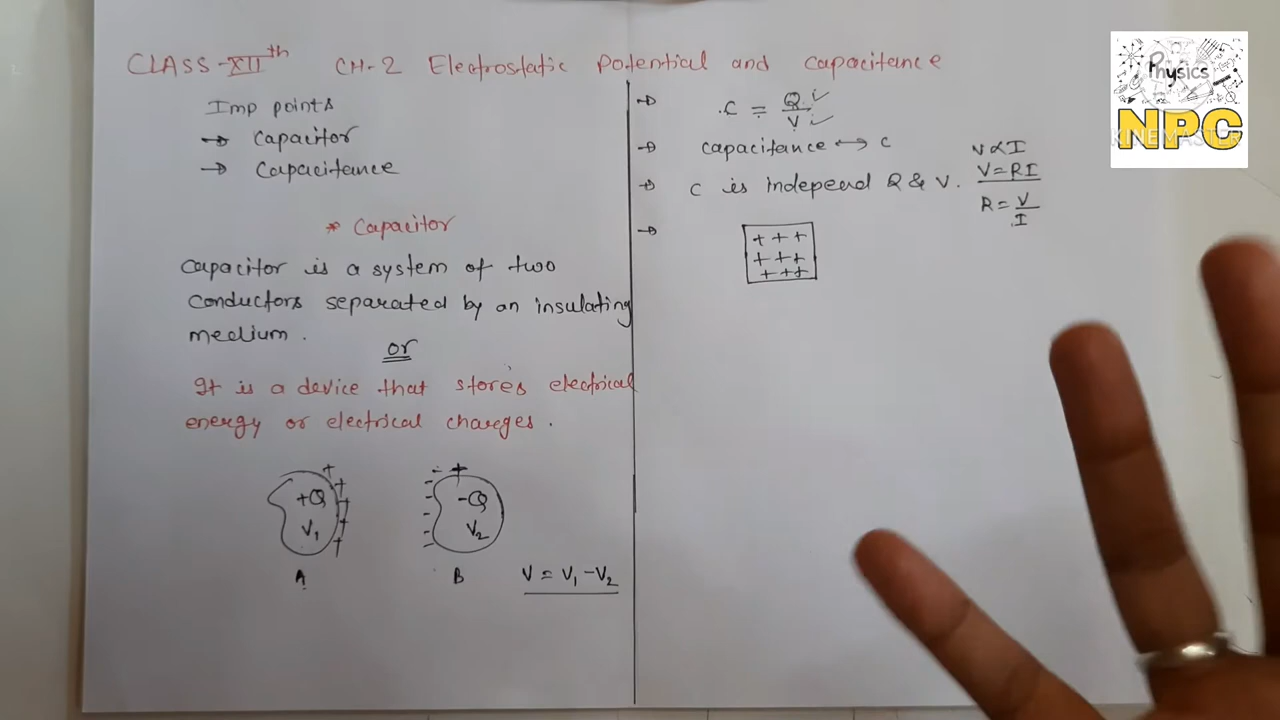 CLASS-XIIth CH-2 Electrostatic Potential and Capacitance
Imp points
→ Capacitor
→ Capacitance
* Capacitor
Capacitor is a system of two
Conductors separated by an insulating
medium.
or
It is a device that stores electrical
energy or electrical charges.
+Q
V₁
A
-Q
V₂
B
V = V₁ - V₂
→ C = Q/V
→ Capacitance ↔ C
→ C is independ Q & V.
V ∝ I
V = RI
R = V/I
→
+ + +
+ + +
+ + +
Physics
NPC
KINEMASTER